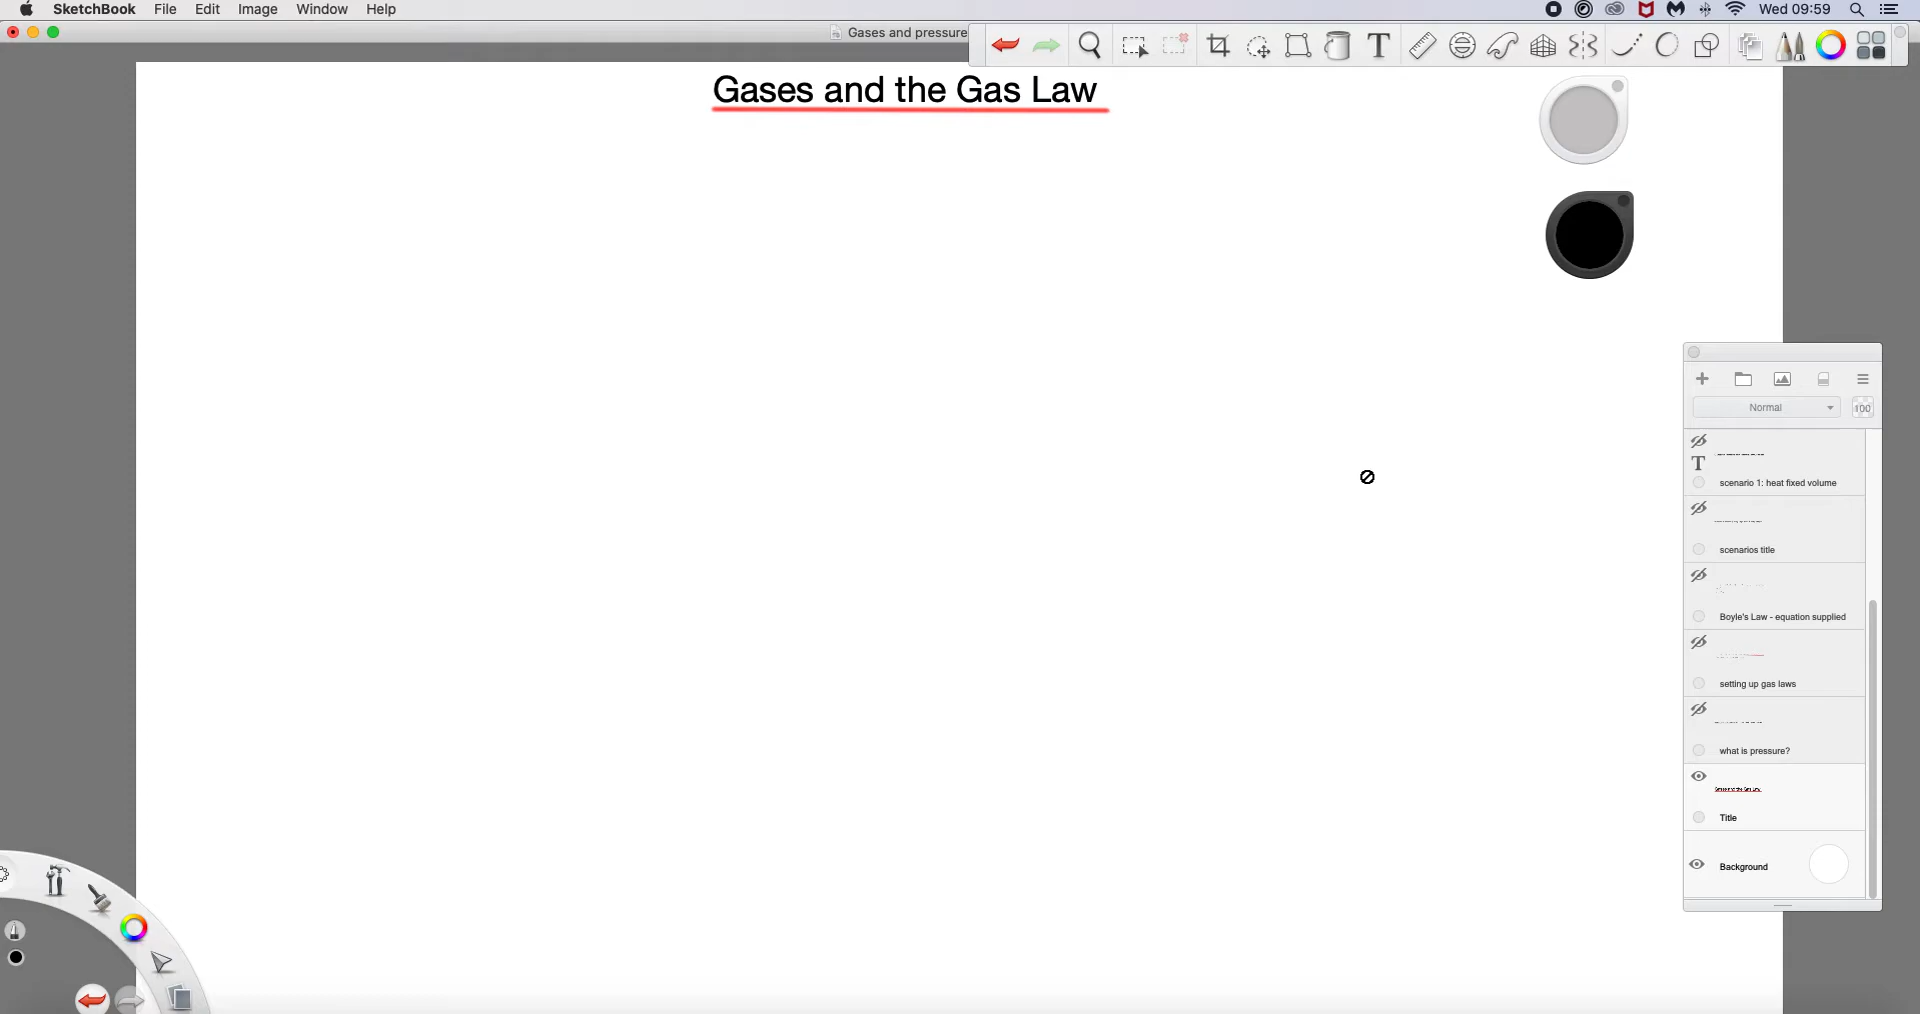 SketchBook File Edit Image Window Help Wed 09:59
Gases and pressure
T
Gases and the Gas Law
Normal 100
T
scenario 1: heat fixed volume
scenarios title
Boyle's Law - equation supplied
setting up gas laws
what is pressure?
Title
Background